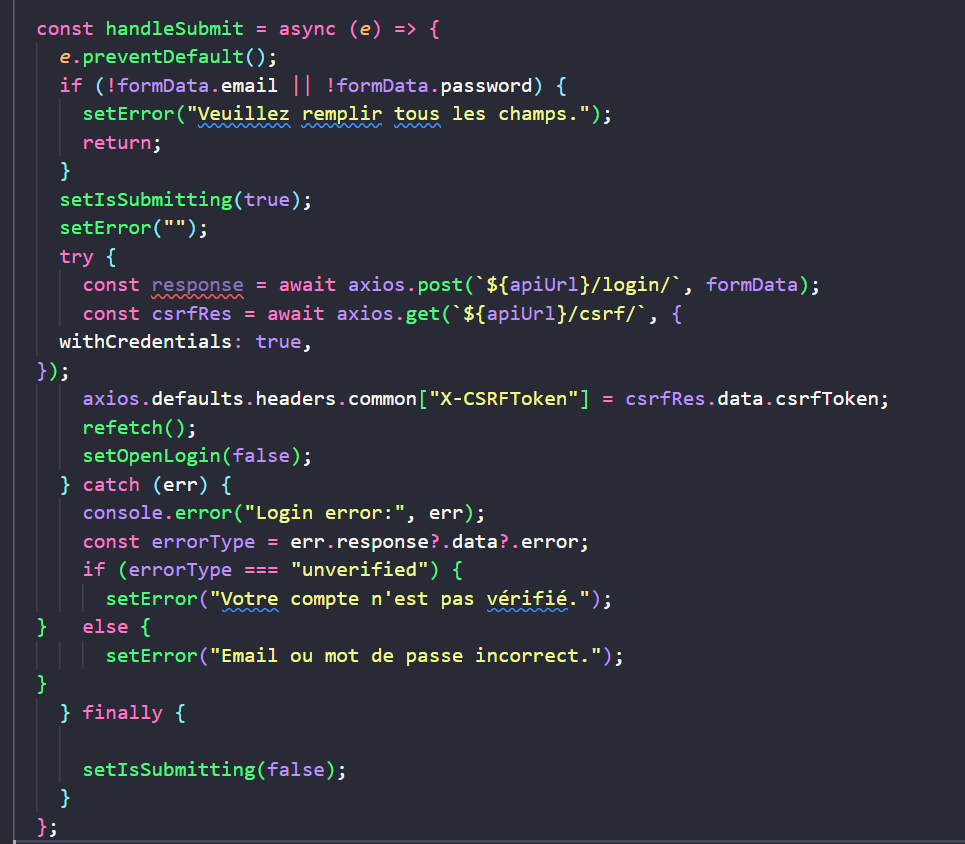 const handleSubmit = async (e) => {
e.preventDefault();
if (!formData.email || !formData.password) {
setError("Veuillez remplir tous les champs.");
return;
}
setIsSubmitting(true);
setError("");
try {
const response = await axios.post(`${apiUrl}/login/`, formData);
const csrfRes = await axios.get(`${apiUrl}/csrf/`, {
withCredentials: true,
});
axios.defaults.headers.common["X-CSRFToken"] = csrfRes.data.csrfToken;
refetch();
setOpenLogin(false);
} catch (err) {
console.error("Login error:", err);
const errorType = err.response?.data?.error;
if (errorType === "unverified") {
setError("Votre compte n'est pas vérifié.");
} else {
setError("Email ou mot de passe incorrect.");
}
} finally {
setIsSubmitting(false);
}
};